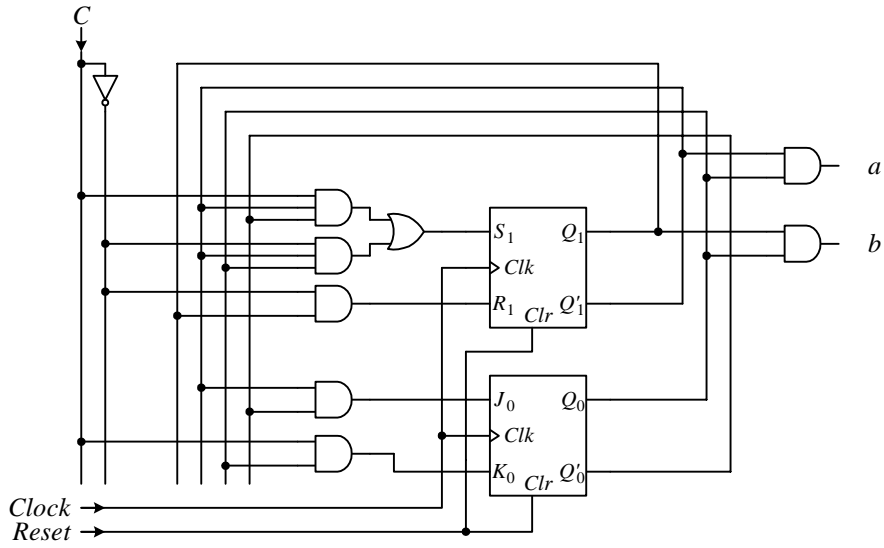 C
a
S₁ Q₁
b
Clk
R₁ Clr Q′₁
J₀ Q₀
Clk
K₀ Clr Q′₀
Clock
Reset